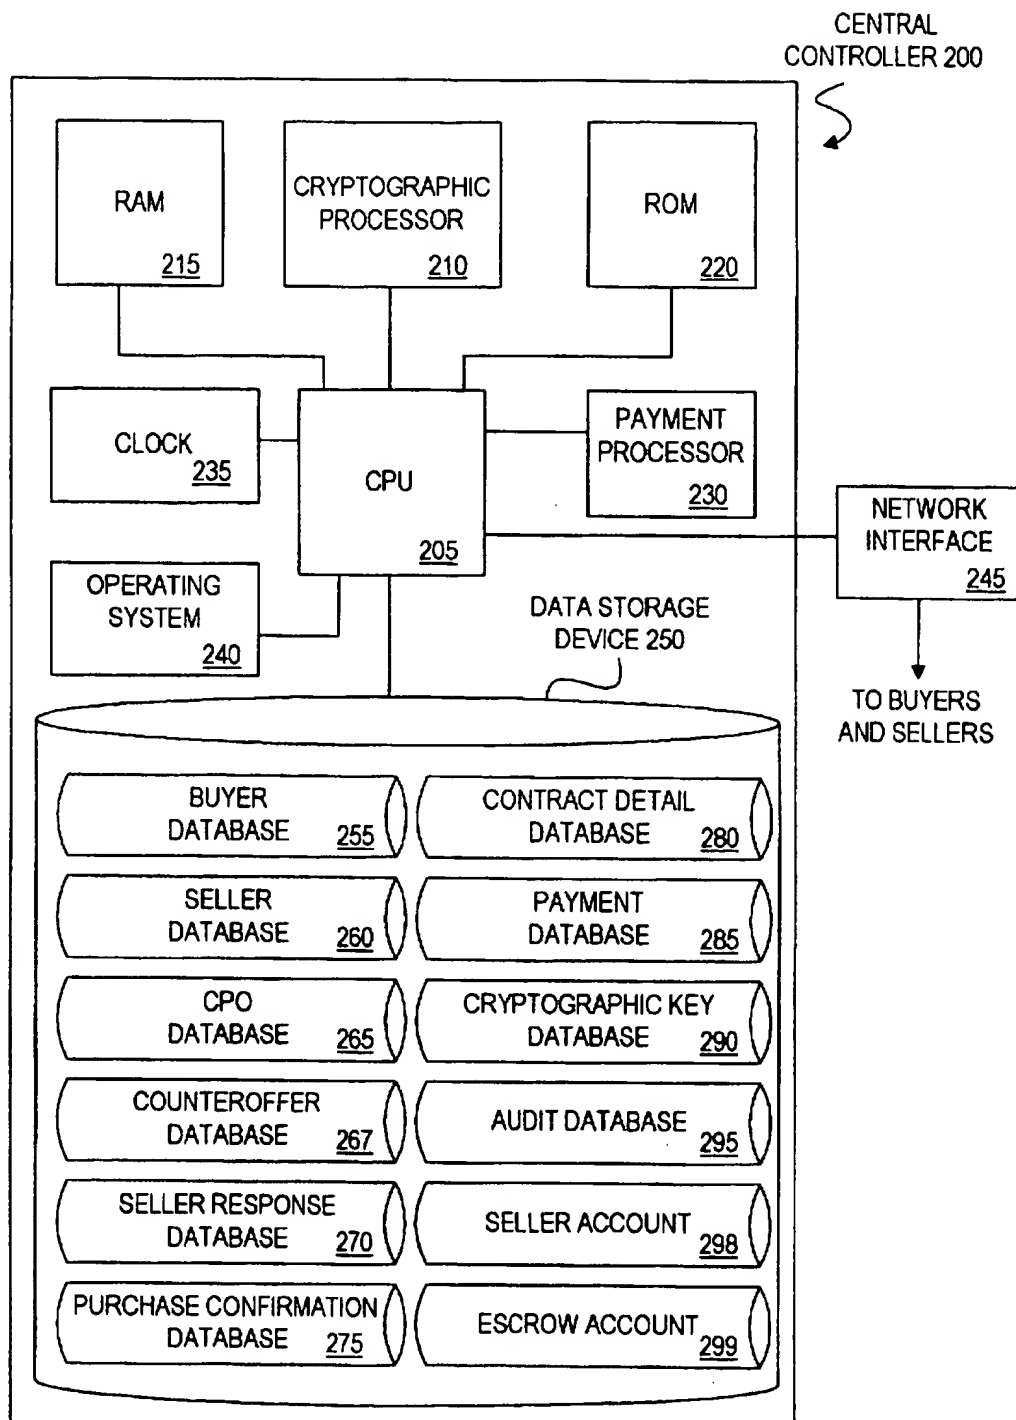 CENTRAL
CONTROLLER 200
RAM
215
CRYPTOGRAPHIC
PROCESSOR
210
ROM
220
CLOCK
235
CPU
205
PAYMENT
PROCESSOR
230
NETWORK
INTERFACE
245
OPERATING
SYSTEM
240
DATA STORAGE
DEVICE 250
TO BUYERS
AND SELLERS
BUYER
DATABASE 255
CONTRACT DETAIL
DATABASE 280
SELLER
DATABASE 260
PAYMENT
DATABASE 285
CPO
DATABASE 265
CRYPTOGRAPHIC KEY
DATABASE 290
COUNTEROFFER
DATABASE 267
AUDIT DATABASE 295
SELLER RESPONSE
DATABASE 270
SELLER ACCOUNT 298
PURCHASE CONFIRMATION
DATABASE 275
ESCROW ACCOUNT 299